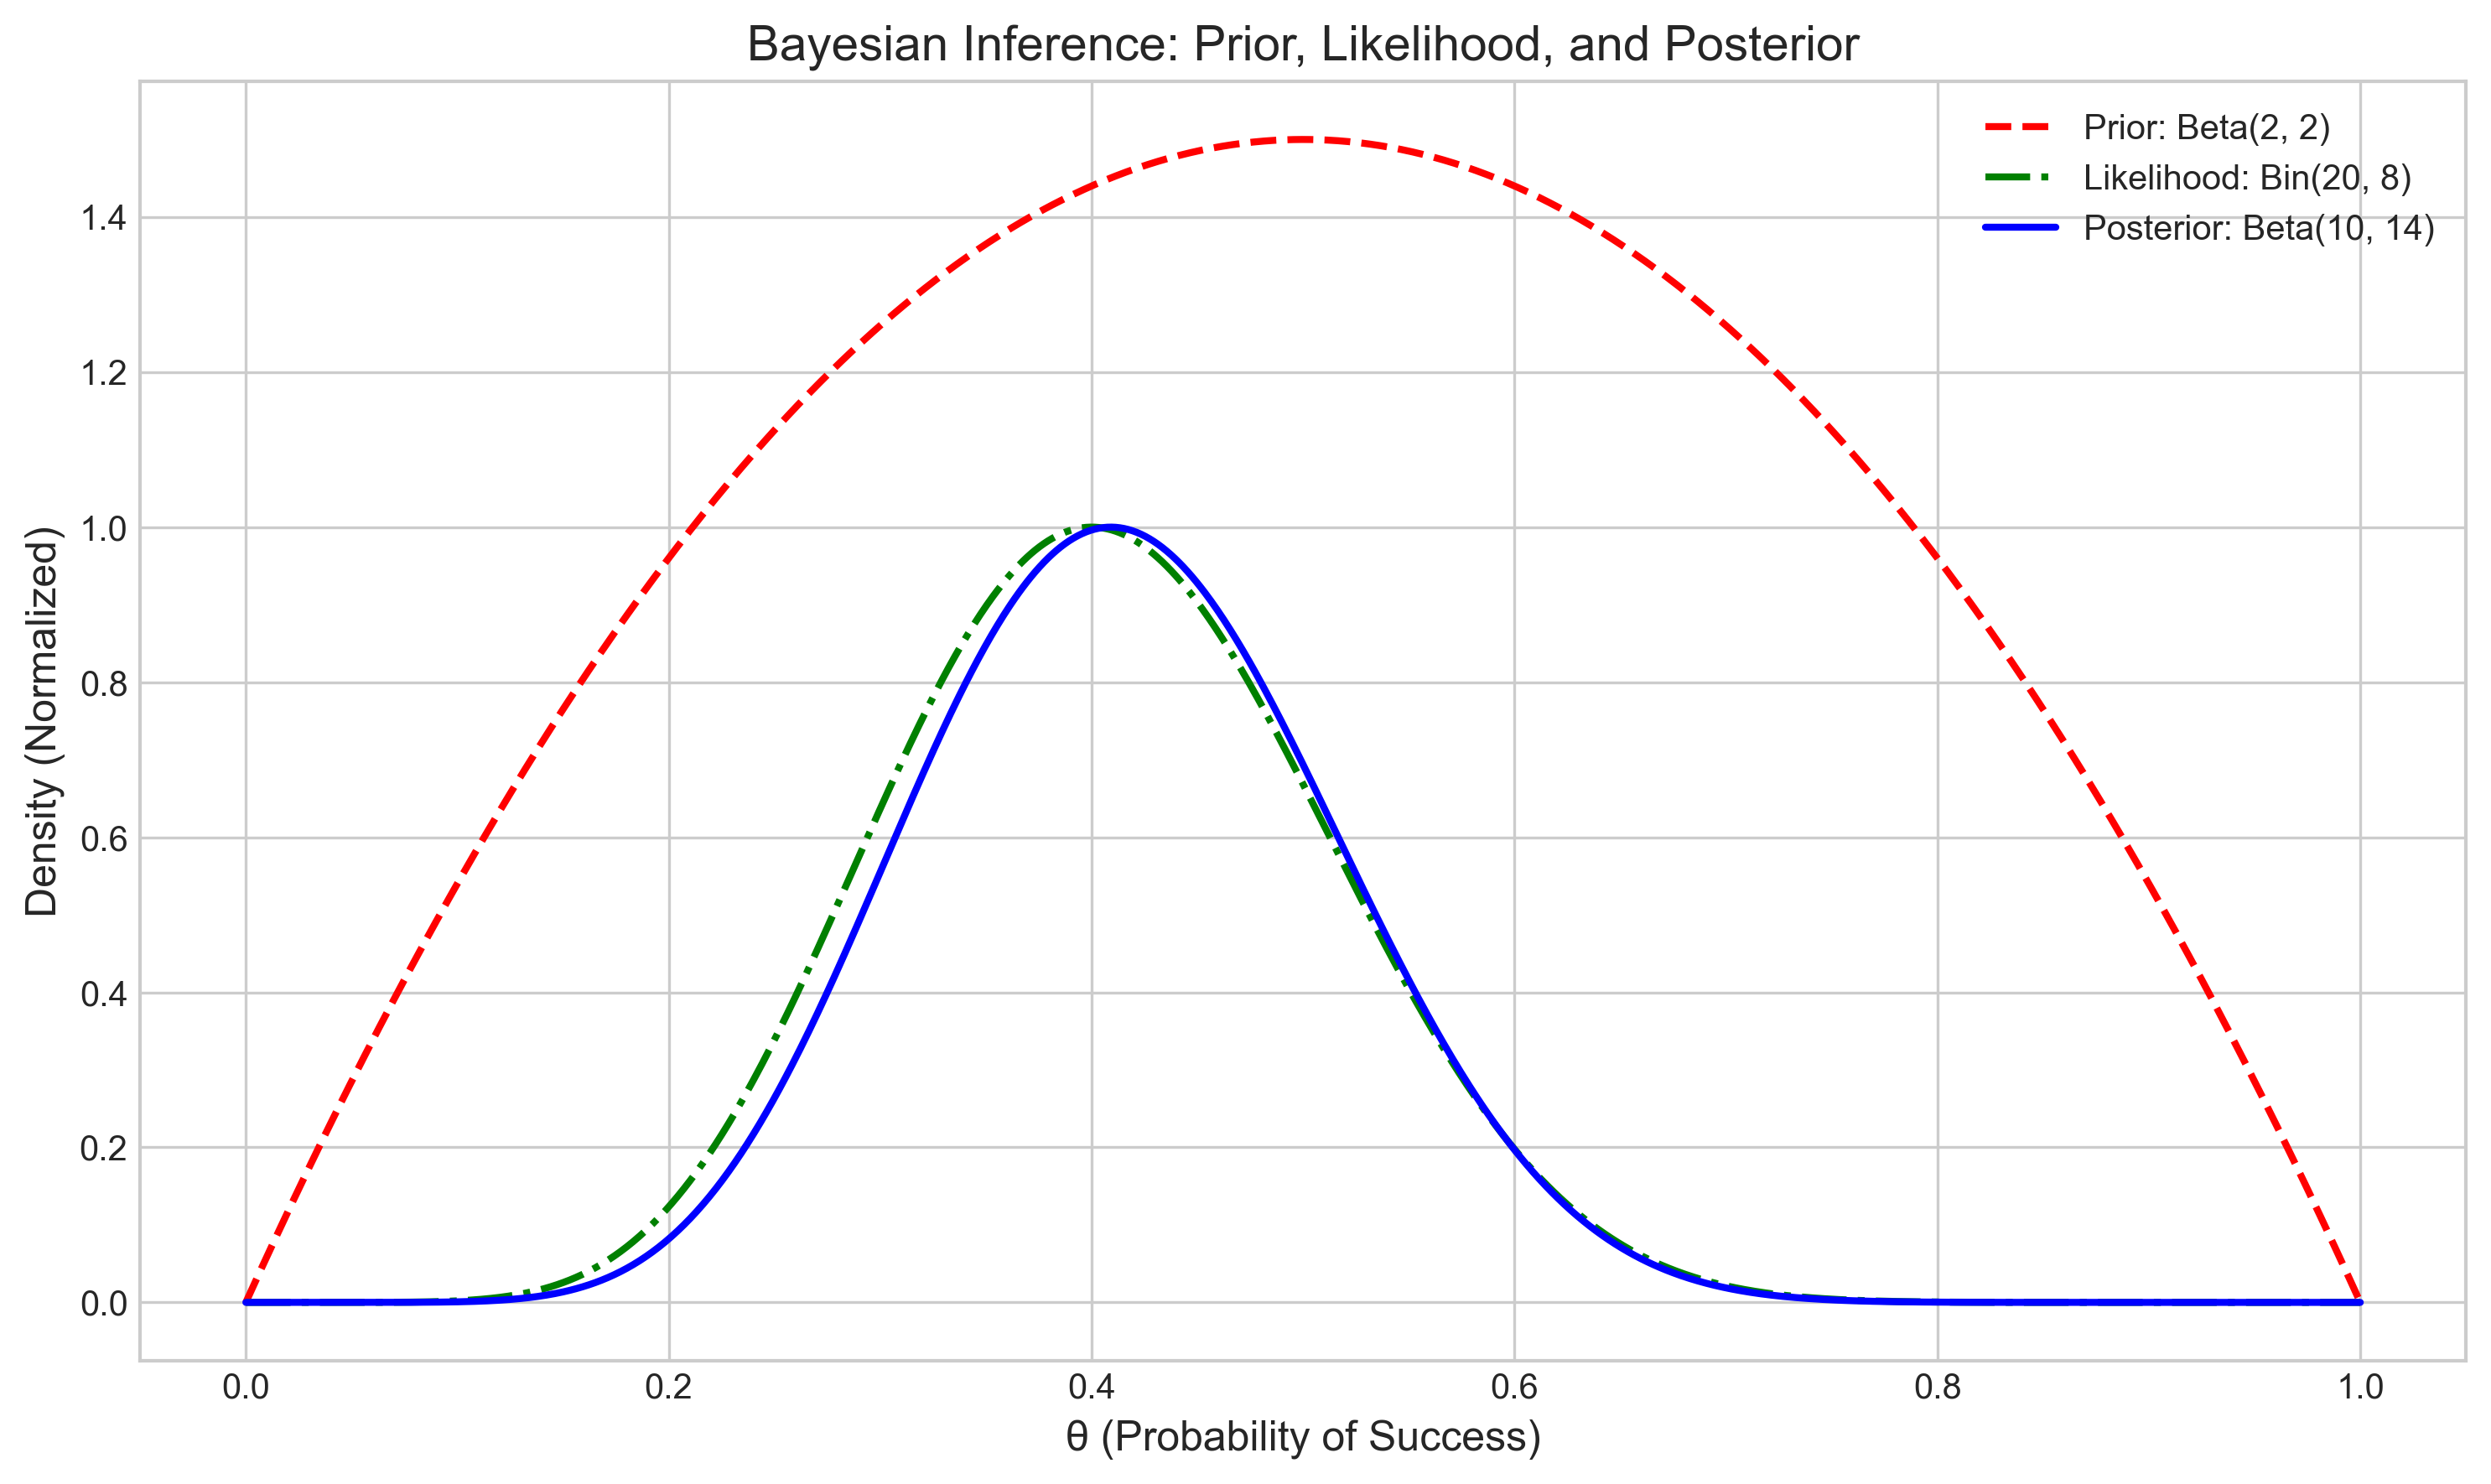 Bayesian Inference: Prior, Likelihood, and Posterior
Prior: Beta(2, 2)
Likelihood: Bin(20, 8)
Posterior: Beta(10, 14)
Density (Normalized)
1.4
1.2
1.0
0.8
0.6
0.4
0.2
0.0
0.0 0.2 0.4 0.6 0.8 1.0
θ (Probability of Success)